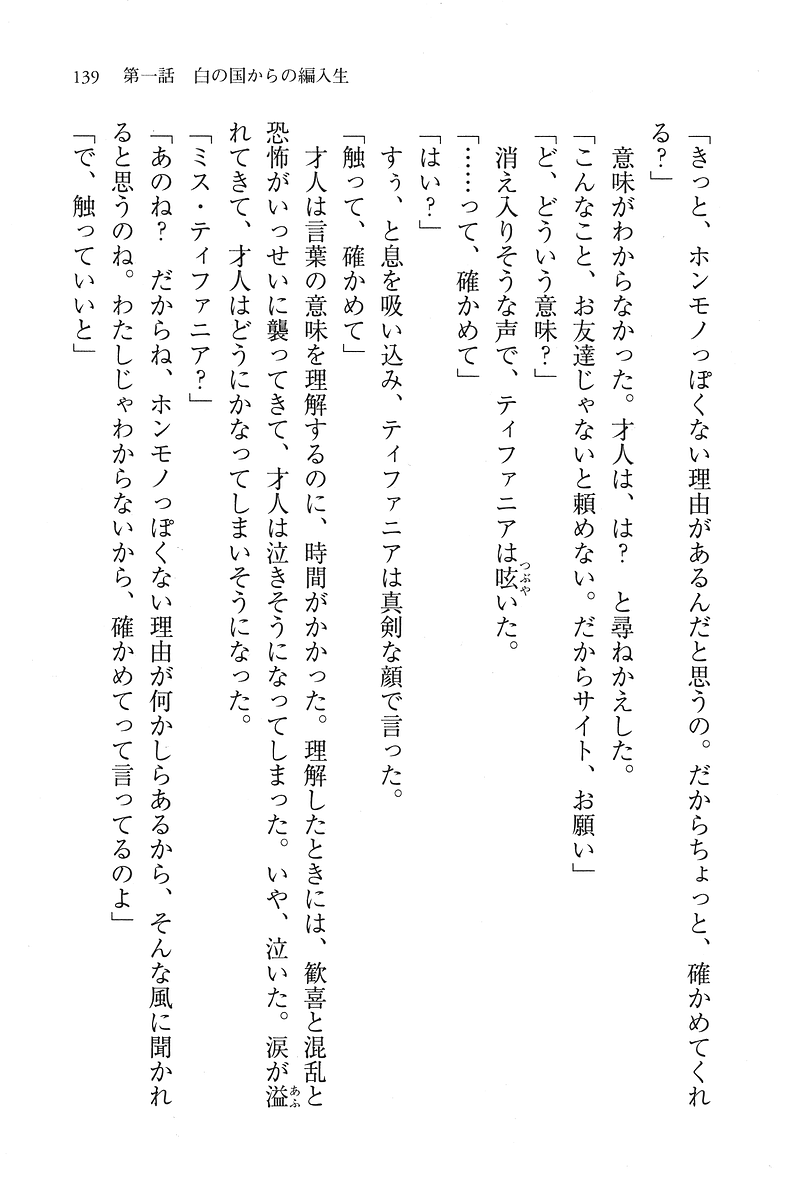 139　第一話　白の国からの編入生
「きっと、ホンモノっぽくない理由があるんだと思うの。だからちょっと、確かめてくれ
る？」
　意味がわからなかった。才人は、は？　と尋ねかえした。
「こんなこと、お友達じゃないと頼めない。だからサイト、お願い」
「ど、どういう意味？」
　消え入りそうな声で、ティファニアは呟いた。
「……って、確かめて」
「はい？」
　すぅ、と息を吸い込み、ティファニアは真剣な顔で言った。
「触って、確かめて」
　才人は言葉の意味を理解するのに、時間がかかった。理解したときには、歓喜と混乱と
恐怖がいっせいに襲ってきて、才人は泣きそうになってしまった。いや、泣いた。涙が溢
れてきて、才人はどうにかなってしまいそうになった。
「ミス・ティファニア？」
「あのね？　だからね、ホンモノっぽくない理由が何かしらあるから、そんな風に聞かれ
ると思うのね。わたしじゃわからないから、確かめてって言ってるのよ」
「で、触っていいと」
つぶや
あふ